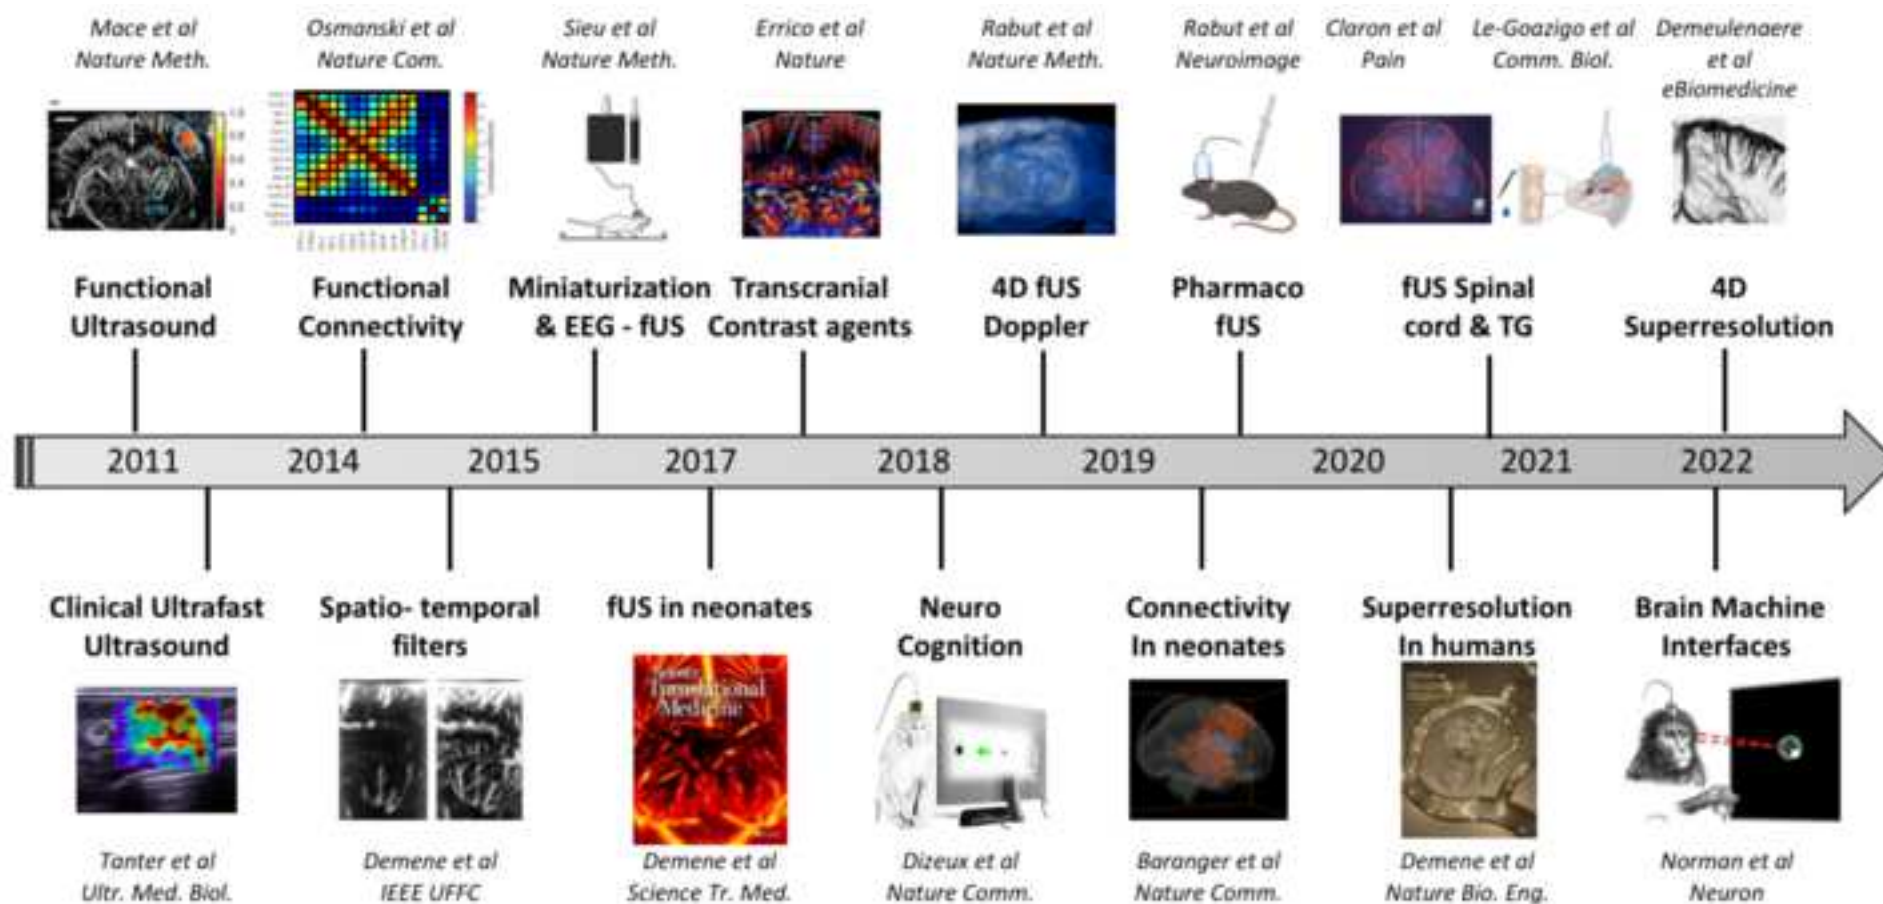 Mace et al
Nature Meth.
Osmanski et al
Nature Com.
Sieu et al
Nature Meth.
Errico et al
Nature
Rabut et al
Nature Meth.
Rabut et al
Neuroimage
Claron et al
Pain
Le-Goazigo et al
Comm. Biol.
Demeulenaere
et al
eBiomedicine
Functional
Ultrasound
Functional
Connectivity
Miniaturization
& EEG - fUS
Transcranial
Contrast agents
4D fUS
Doppler
Pharmaco
fUS
fUS Spinal
cord & TG
4D
Superresolution
2011 2014 2015 2017 2018 2019 2020 2021 2022
Clinical Ultrafast
Ultrasound
Spatio- temporal
filters
fUS in neonates
Neuro
Cognition
Connectivity
In neonates
Superresolution
In humans
Brain Machine
Interfaces
Translational
Medicine
Tanter et al
Ultr. Med. Biol.
Demene et al
IEEE UFFC
Demene et al
Science Tr. Med.
Dizeux et al
Nature Comm.
Baranger et al
Nature Comm.
Demene et al
Nature Bio. Eng.
Norman et al
Neuron